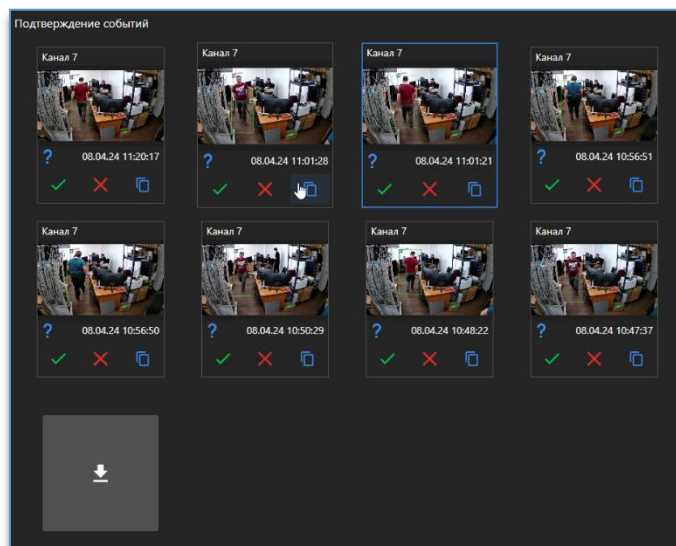 Подтверждение событий
Канал 7
Канал 7
Канал 7
Канал 7
? 08.04.24 11:20:17
? 08.04.24 11:01:28
? 08.04.24 11:01:21
? 08.04.24 10:56:51
Канал 7
Канал 7
Канал 7
Канал 7
? 08.04.24 10:56:50
? 08.04.24 10:50:29
? 08.04.24 10:48:22
? 08.04.24 10:47:37